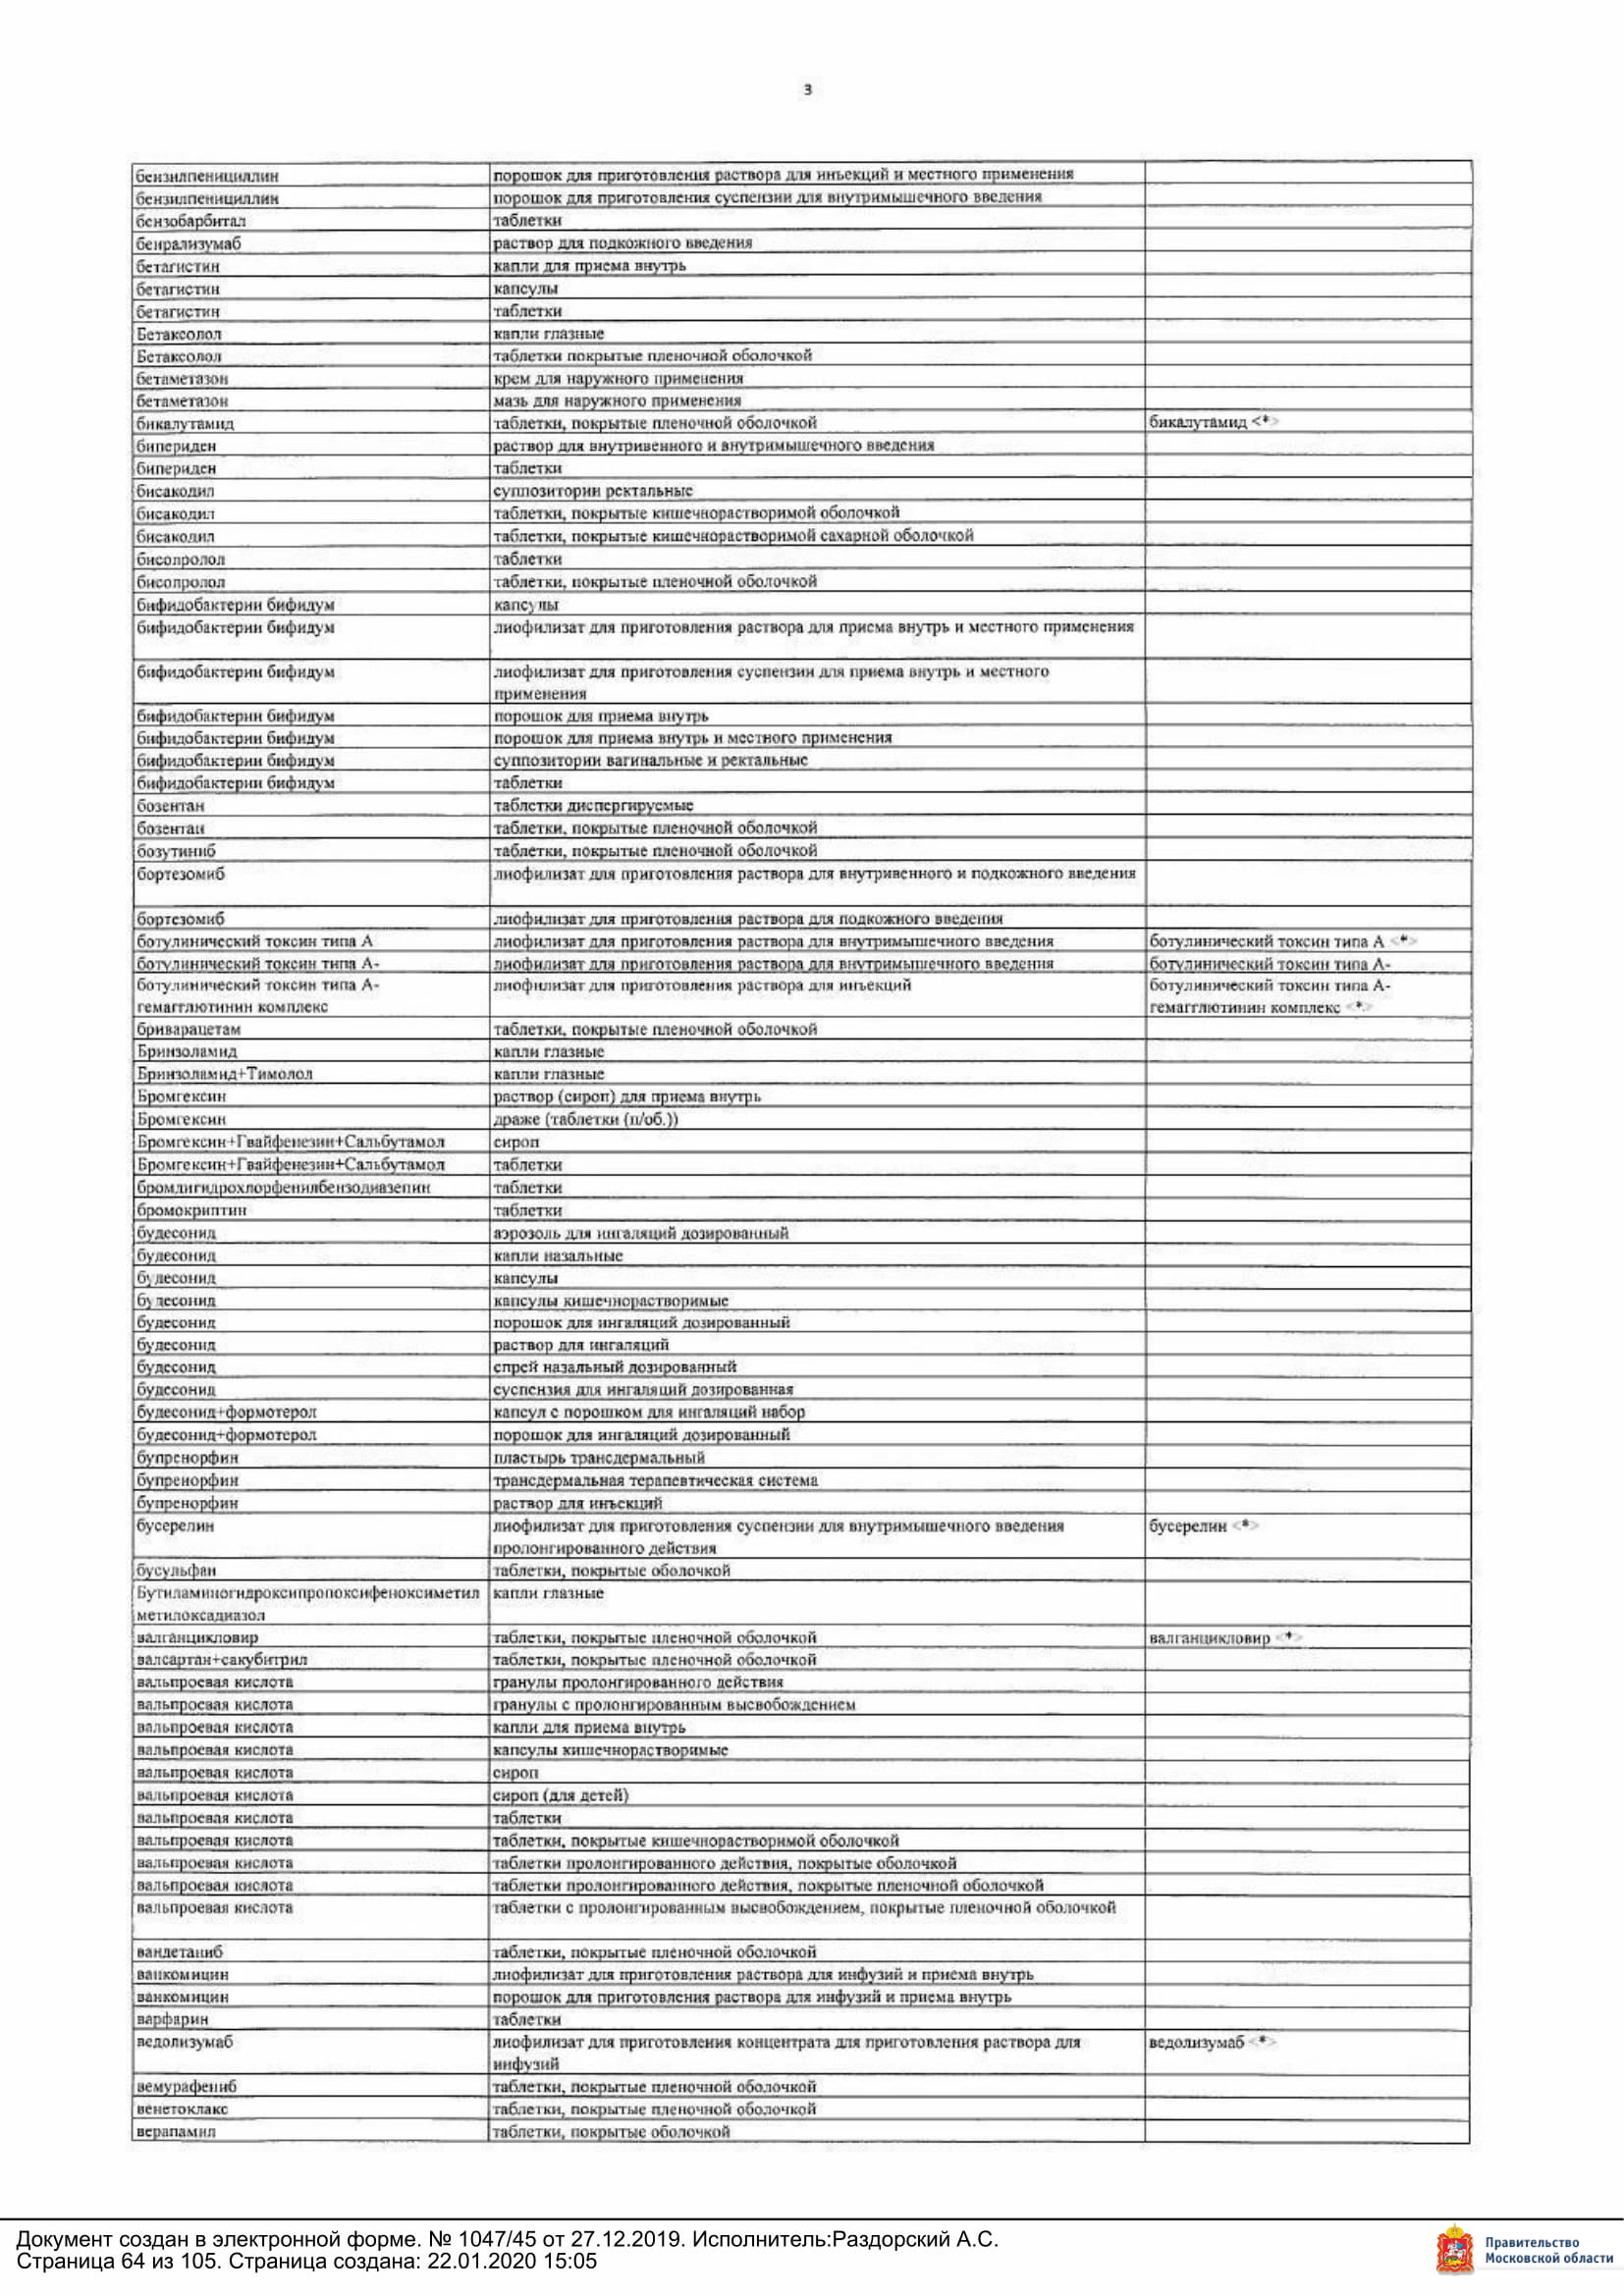 3
бензилпенициллин порошок для приготовления раствора для инъекций и местного применения
бензилпенициллин порошок для приготовления суспензии для внутримышечного введения
бензобарбитал таблетки
бенрализумаб раствор для подкожного введения
бетагистин капли для приема внутрь
бетагистин капсулы
бетагистин таблетки
Бетаксолол капли глазные
Бетаксолол таблетки покрытые пленочной оболочкой
бетаметазон крем для наружного применения
бетаметазон мазь для наружного применения
бикалутамид таблетки, покрытые пленочной оболочкой бикалутамид <*>
бипериден раствор для внутривенного и внутримышечного введения
бипериден таблетки
бисакодил суппозитории ректальные
бисакодил таблетки, покрытые кишечнорастворимой оболочкой
бисакодил таблетки, покрытые кишечнорастворимой сахарной оболочкой
бисопролол таблетки
бисопролол таблетки, покрытые пленочной оболочкой
бифидобактерии бифидум капсулы
бифидобактерии бифидум лиофилизат для приготовления раствора для приема внутрь и местного применения
бифидобактерии бифидум лиофилизат для приготовления суспензии для приема внутрь и местного
применения
бифидобактерии бифидум порошок для приема внутрь
бифидобактерии бифидум порошок для приема внутрь и местного применения
бифидобактерии бифидум суппозитории вагинальные и ректальные
бифидобактерии бифидум таблетки
бозентан таблетки диспергируемые
бозентан таблетки, покрытые пленочной оболочкой
бозутиниб таблетки, покрытые пленочной оболочкой
бортезомиб лиофилизат для приготовления раствора для внутривенного и подкожного введения
бортезомиб лиофилизат для приготовления раствора для подкожного введения
ботулинический токсин типа А лиофилизат для приготовления раствора для внутримышечного введения ботулинический токсин типа А <*>
ботулинический токсин типа А- лиофилизат для приготовления раствора для внутримышечного введения ботулинический токсин типа А-
ботулинический токсин типа А- лиофилизат для приготовления раствора для инъекций ботулинический токсин типа А-
гемагглютинин комплекс гемагглютинин комплекс <*>
бриварацетам таблетки, покрытые пленочной оболочкой
Бринзоламид капли глазные
Бринзоламид+Тимолол капли глазные
Бромгексин раствор (сироп) для приема внутрь
Бромгексин драже (таблетки (п/об.))
Бромгексин+Гвайфенезин+Сальбутамол сироп
Бромгексин+Гвайфенезин+Сальбутамол таблетки
бромдигидрохлорфенилбензодиазепин таблетки
бромокриптин таблетки
будесонид аэрозоль для ингаляций дозированный
будесонид капли назальные
будесонид капсулы
будесонид капсулы кишечнорастворимые
будесонид порошок для ингаляций дозированный
будесонид раствор для ингаляций
будесонид спрей назальный дозированный
будесонид суспензия для ингаляций дозированная
будесонид+формотерол капсул с порошком для ингаляций набор
будесонид+формотерол порошок для ингаляций дозированный
бупренорфин пластырь трансдермальный
бупренорфин трансдермальная терапевтическая система
бупренорфин раствор для инъекций
бусерелин лиофилизат для приготовления суспензии для внутримышечного введения бусерелин <*>
пролонгированного действия
бусульфан таблетки, покрытые оболочкой
Бутиламиногидроксипропоксифеноксиметил капли глазные
метилоксадиазол
валганцикловир таблетки, покрытые пленочной оболочкой валганцикловир <*>
валсартан+сакубитрил таблетки, покрытые пленочной оболочкой
вальпроевая кислота гранулы пролонгированного действия
вальпроевая кислота гранулы с пролонгированным высвобождением
вальпроевая кислота капли для приема внутрь
вальпроевая кислота капсулы кишечнорастворимые
вальпроевая кислота сироп
вальпроевая кислота сироп (для детей)
вальпроевая кислота таблетки
вальпроевая кислота таблетки, покрытые кишечнорастворимой оболочкой
вальпроевая кислота таблетки пролонгированного действия, покрытые оболочкой
вальпроевая кислота таблетки пролонгированного действия, покрытые пленочной оболочкой
вальпроевая кислота таблетки с пролонгированным высвобождением, покрытые пленочной оболочкой
вандетаниб таблетки, покрытые пленочной оболочкой
ванкомицин лиофилизат для приготовления раствора для инфузий и приема внутрь
ванкомицин порошок для приготовления раствора для инфузий и приема внутрь
варфарин таблетки
ведолизумаб лиофилизат для приготовления концентрата для приготовления раствора для ведолизумаб <*>
инфузий
вемурафениб таблетки, покрытые пленочной оболочкой
венетоклакс таблетки, покрытые пленочной оболочкой
верапамил таблетки, покрытые оболочкой
Документ создан в электронной форме. № 1047/45 от 27.12.2019. Исполнитель:Раздорский А.С.
Страница 64 из 105. Страница создана: 22.01.2020 15:05
Правительство
Московской области